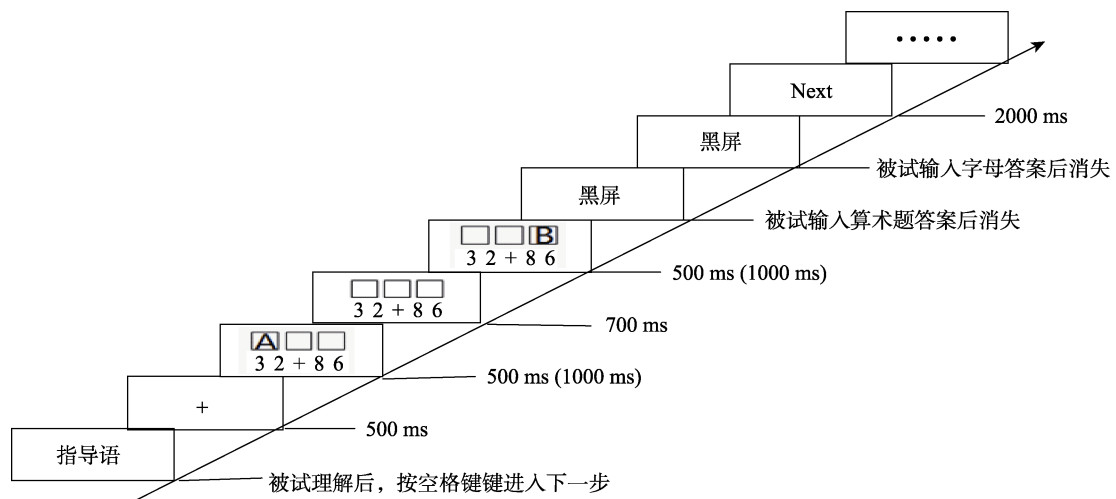 .....
Next
2000 ms
黑屏
被试输入字母答案后消失
黑屏
被试输入算术题答案后消失
B
3 2 + 8 6
500 ms (1000 ms)
3 2 + 8 6
700 ms
A
3 2 + 8 6
500 ms (1000 ms)
+
500 ms
指导语
被试理解后，按空格键键进入下一步